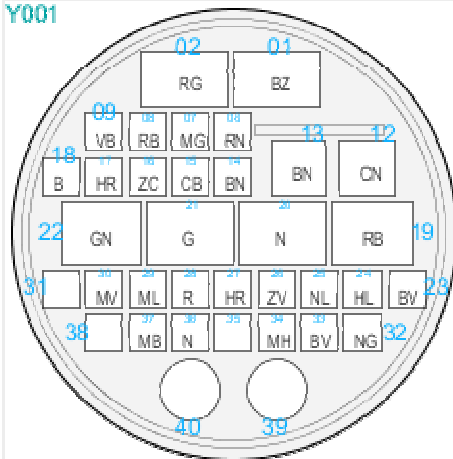 Y001
02 01
RG BZ
09 08 07 03
VB RB MG RN
13 12
BN CN
18 17 16 15 14
B HR ZC CB BN
22 21 20 19
GN G N RB
31 30 29 28 27 26 25 24 23
MV ML R HR ZV NL HL BV
38 37 36 35 34 33 32
MB N MH BV NG
40 39